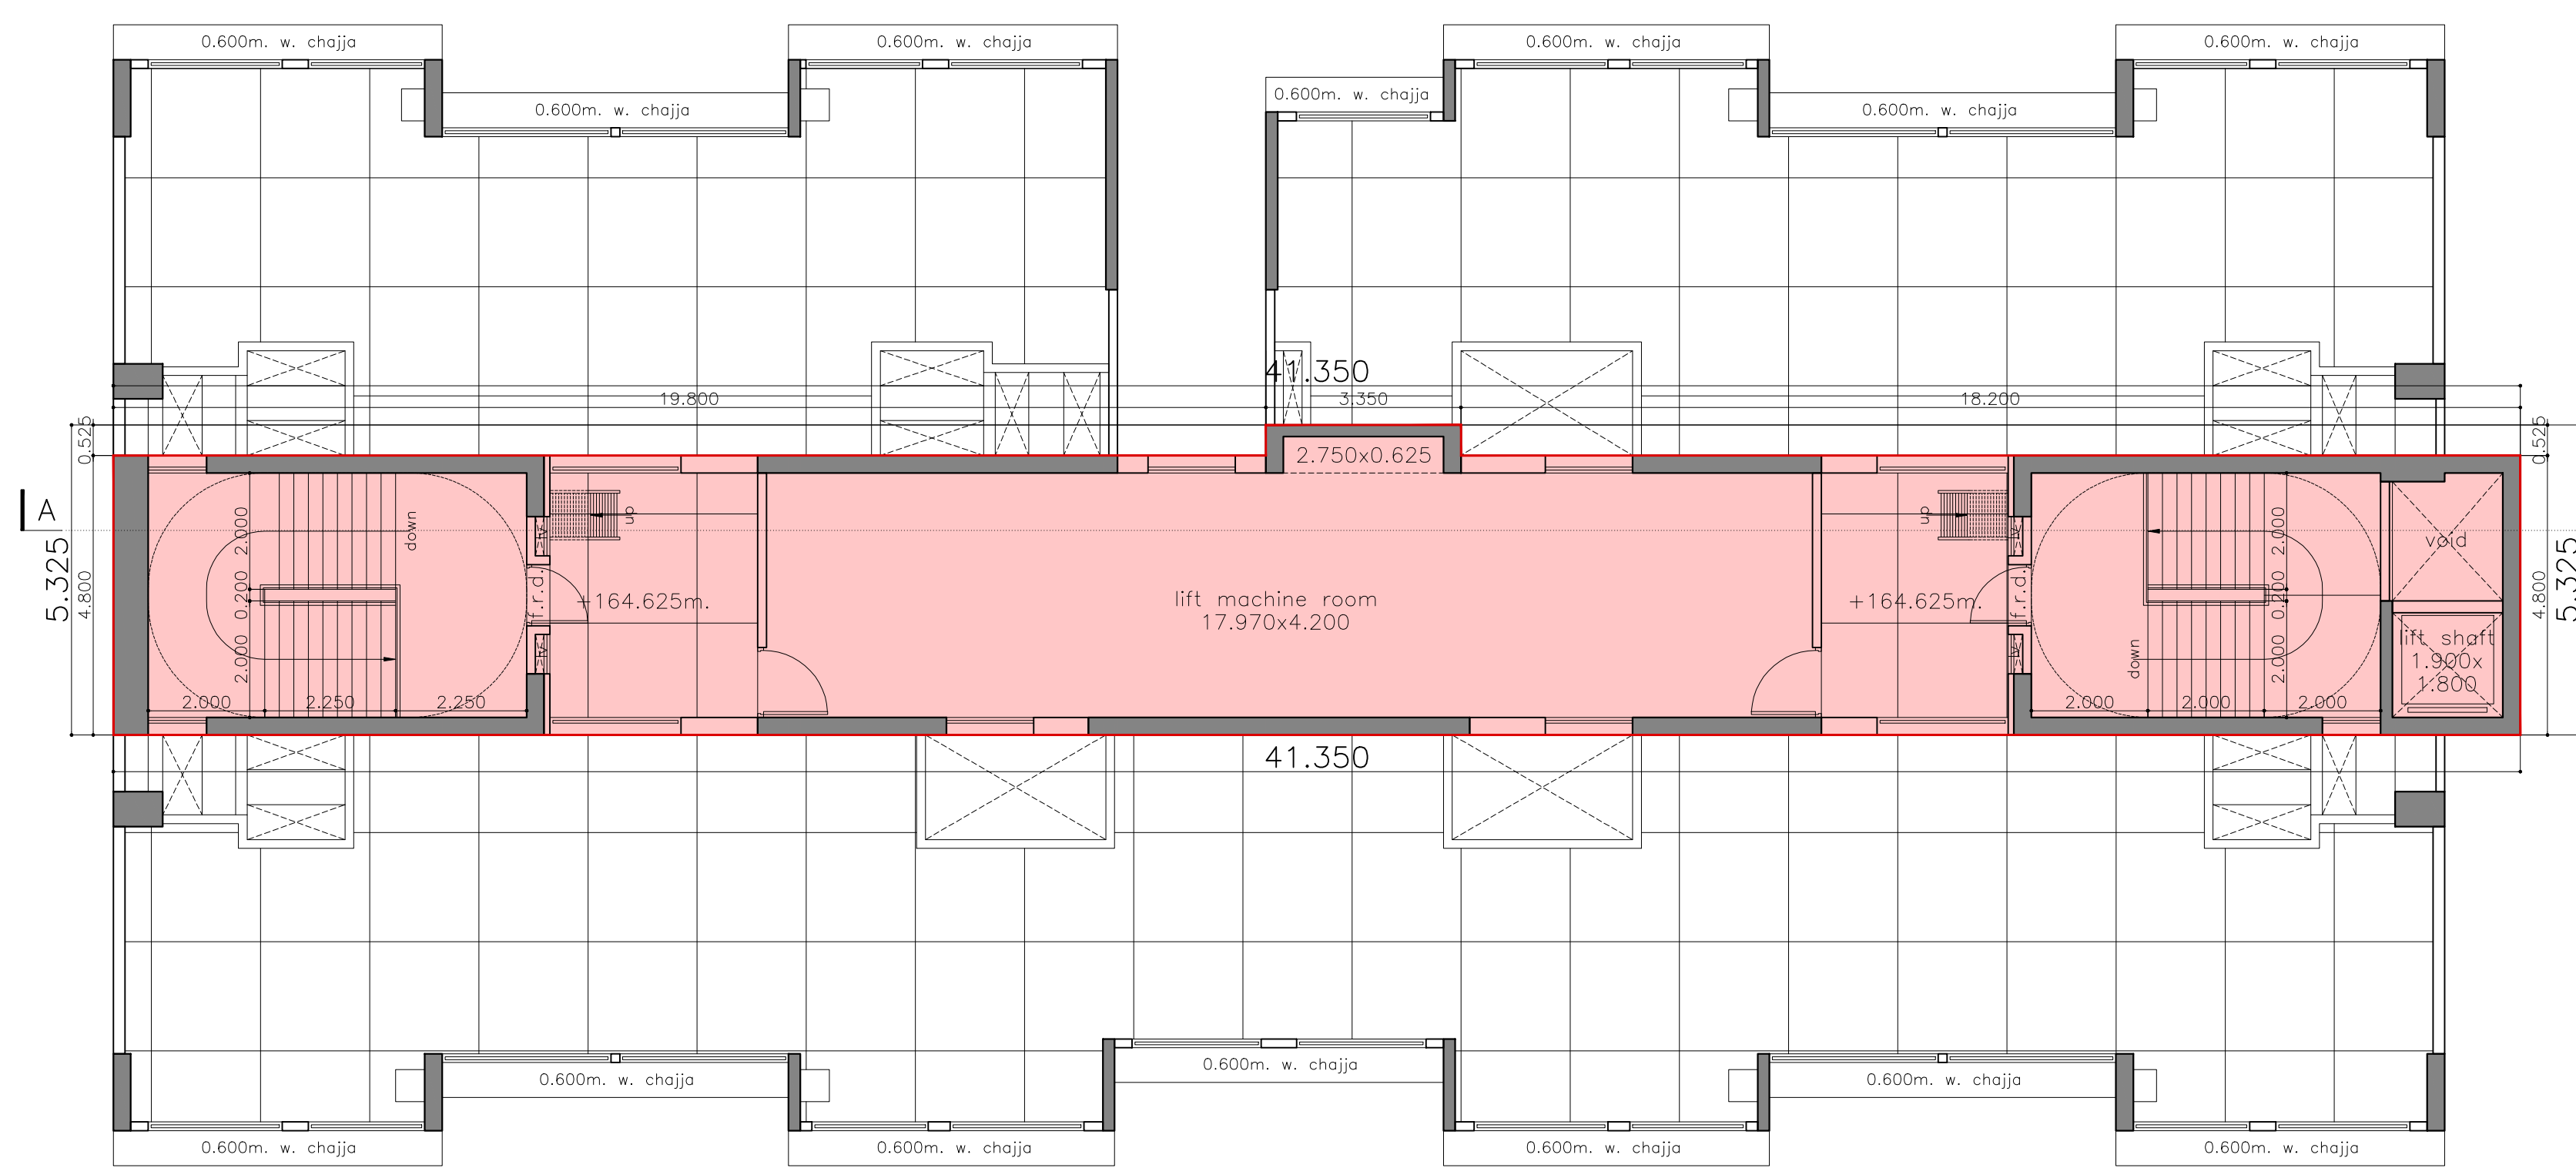 0.600m. w. chajja
0.600m. w. chajja
0.600m. w. chajja
0.600m. w. chajja
0.600m. w. chajja
0.600m. w. chajja
0.600m. w. chajja
41.350
19.800
3.350
18.200
0.525
0.525
2.750x0.625
A
5.325
4.800
2.000
0.200
2.000
down
2.000
2.250
2.250
f.r.d.
up
+164.625m.
lift machine room
17.970x4.200
up
+164.625m.
f.r.d.
down
2.000
0.200
2.000
2.000
2.000
2.000
void
lift shaft
1.900x
1.800
4.800
5.325
41.350
0.600m. w. chajja
0.600m. w. chajja
0.600m. w. chajja
0.600m. w. chajja
0.600m. w. chajja
0.600m. w. chajja
0.600m. w. chajja